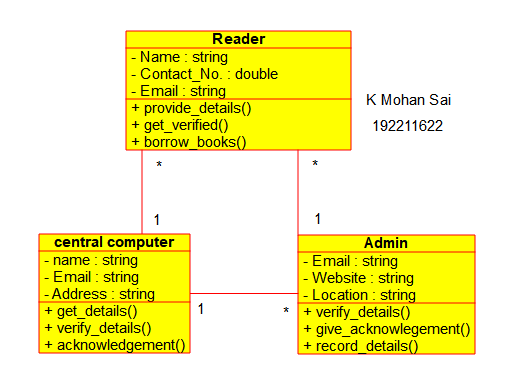 Reader
- Name : string
- Contact_No. : double
- Email : string
+ provide_details()
+ get_verified()
+ borrow_books()
K Mohan Sai
192211622
*
*
1
1
central computer
- name : string
- Email : string
- Address : string
+ get_details()
+ verify_details()
+ acknowledgement()
1
*
Admin
- Email : string
- Website : string
- Location : string
+ verify_details()
+ give_acknowlegement()
+ record_details()